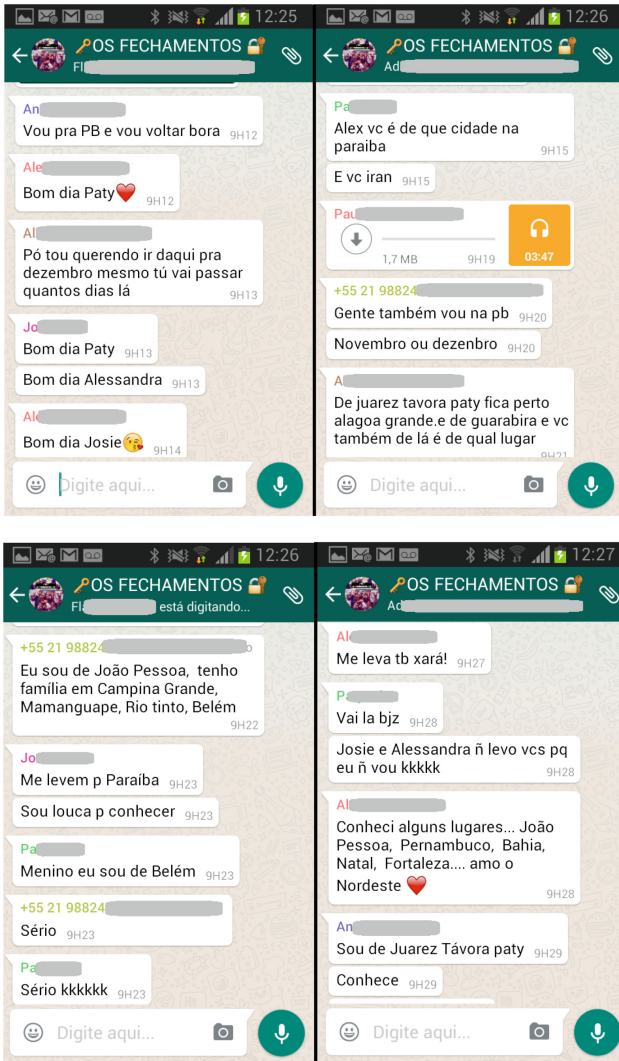 12:25
OS FECHAMENTOS
Fl
An
Vou pra PB e vou voltar bora 9H12
Ale
Bom dia Paty 9H12
Al
Pó tou querendo ir daqui pra
dezembro mesmo tú vai passar
quantos dias lá 9H13
Jo
Bom dia Paty 9H13
Bom dia Alessandra 9H13
Al
Bom dia Josie 9H14
Digite aqui...
12:26
OS FECHAMENTOS
Ad
Pa
Alex vc é de que cidade na
paraiba 9H15
E vc iran 9H15
Pau
1,7 MB 9H19 03:47
+55 21 98824
Gente também vou na pb 9H20
Novembro ou dezenbro 9H20
A
De juarez tavora paty fica perto
alagoa grande.e de guarabira e vc
também de lá é de qual lugar
9H21
Digite aqui...
12:26
OS FECHAMENTOS
Fl está digitando...
+55 21 98824 o
Eu sou de João Pessoa, tenho
família em Campina Grande,
Mamanguape, Rio tinto, Belém
9H22
Jo
Me levem p Paraíba 9H23
Sou louca p conhecer 9H23
Pa
Menino eu sou de Belém 9H23
+55 21 98824
Sério 9H23
Pa
Sério kkkkkk 9H23
Digite aqui...
12:27
OS FECHAMENTOS
Ad
Al
Me leva tb xará! 9H27
Pa
Vai la bjz 9H28
Josie e Alessandra ñ levo vcs pq
eu ñ vou kkkkk 9H28
Al
Conheci alguns lugares... João
Pessoa, Pernambuco, Bahia,
Natal, Fortaleza.... amo o
Nordeste 9H28
An
Sou de Juarez Távora paty 9H29
Conhece 9H29
Digite aqui...